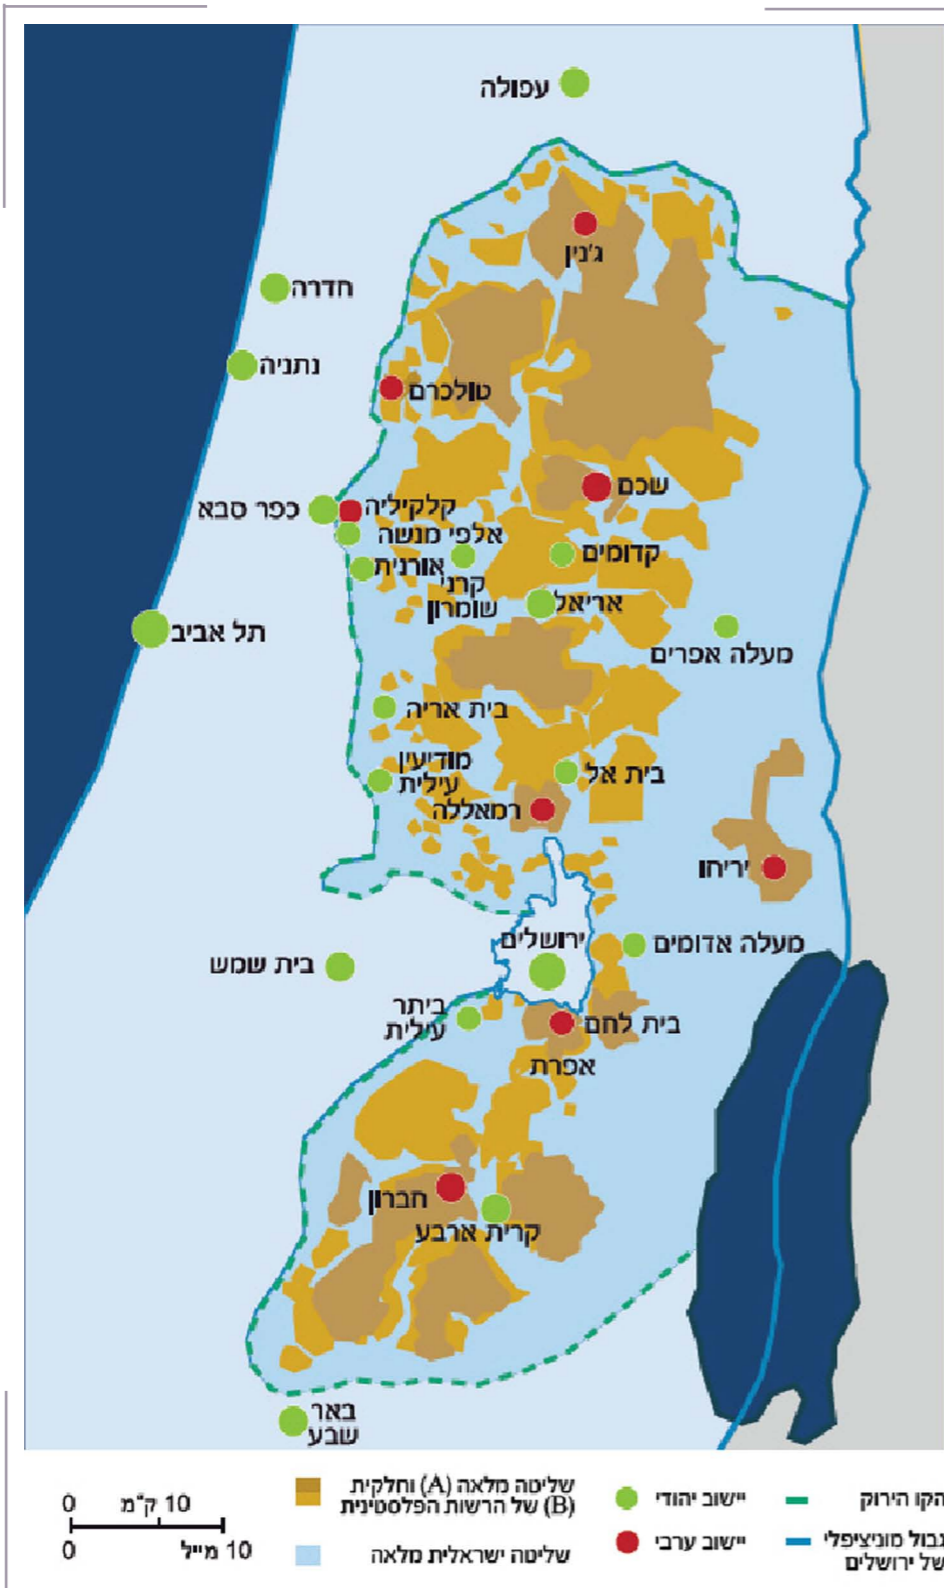 עפולה
ג'נין
חדרה
נתניה
טולכרם
שכם
קלקיליה
כפר סבא
אלפי מנשה
קדומים
אורנית
קרני
שומרון
אריאל
תל אביב
מעלה אפרים
בית אריה
מודיעין
עילית
בית אל
רמאללה
יריחו
ירושלים
מעלה אדומים
בית שמש
ביתר
עילית
בית לחם
אפרת
חברון
קרית ארבע
באר
שבע
הקו הירוק
גבול מוניציפלי
של ירושלים
יישוב יהודי
יישוב ערבי
שליטה מלאה (A) וחלקית
(B) של הרשות הפלסטינית
שליטה ישראלית מלאה
0 10 ק"מ
0 10 מייל